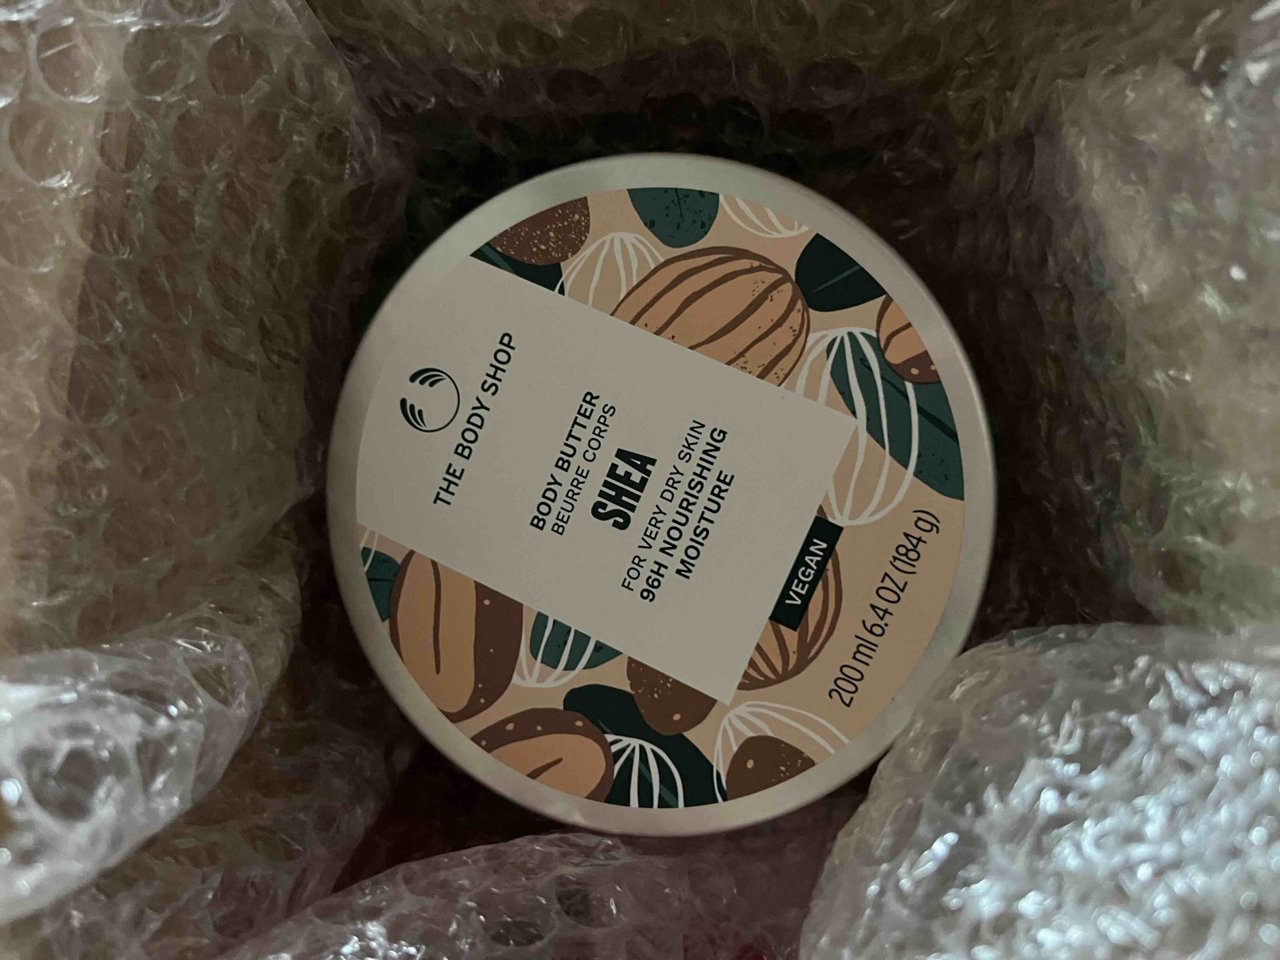 THE BODY SHOP
BODY BUTTER
BEURRE CORPS
SHEA
FOR VERY DRY SKIN
96H NOURISHING
MOISTURE
VEGAN
200 ml 6.4 OZ (184 g)